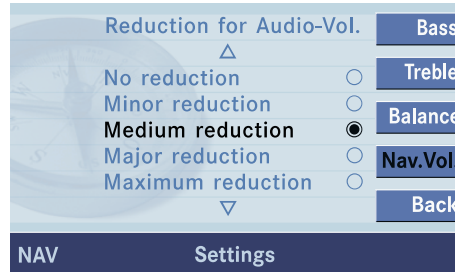 Reduction for Audio-Vol.
No reduction
Minor reduction
Medium reduction
Major reduction
Maximum reduction
Bass
Treble
Balance
Nav.Vol.
Back
NAV Settings